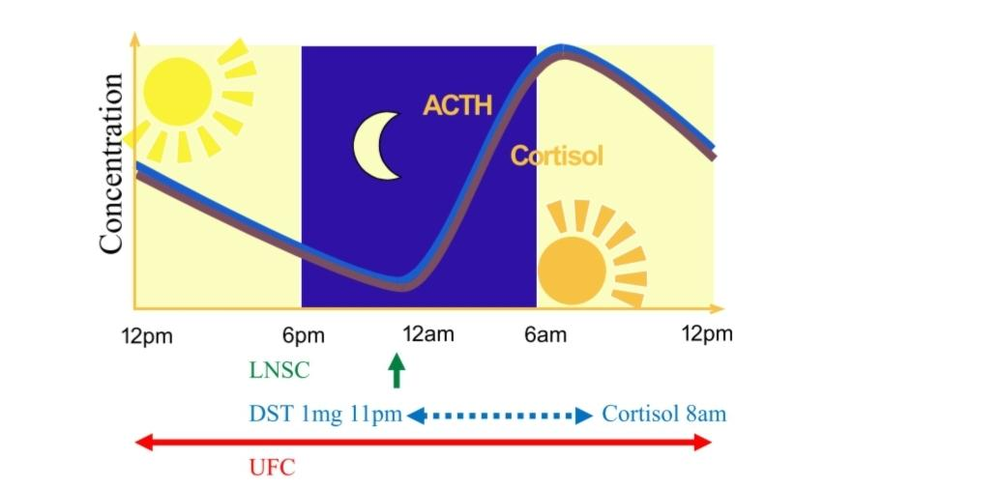 Concentration
ACTH
Cortisol
12pm 6pm 12am 6am 12pm
LNSC
DST 1mg 11pm Cortisol 8am
UFC